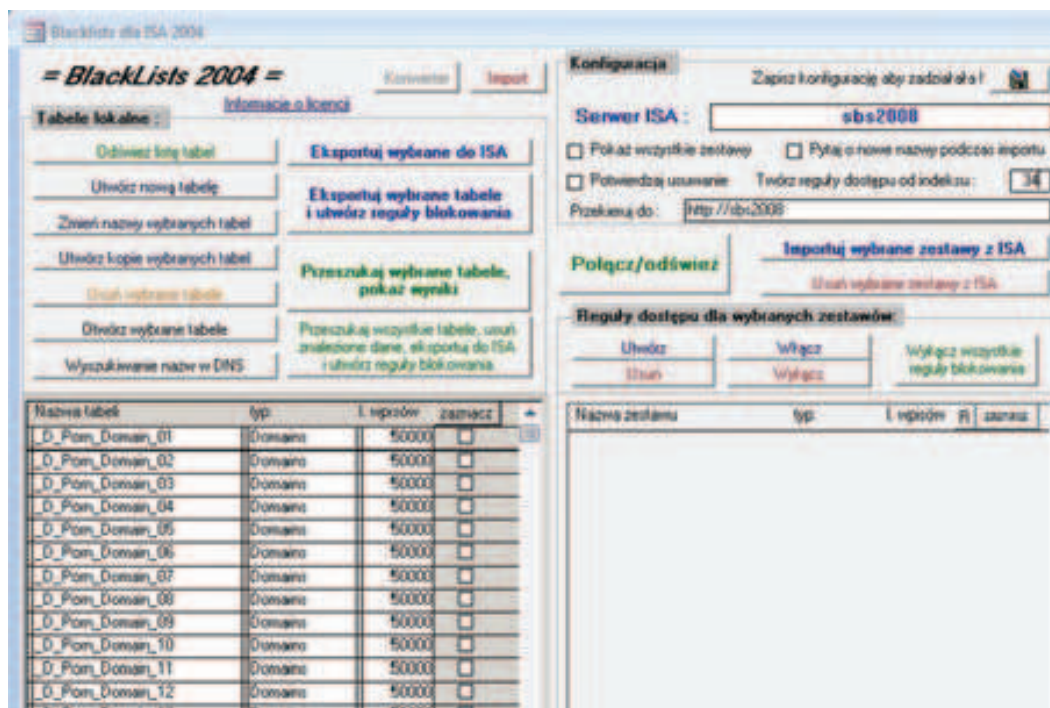 Blacklists dla ISA 2004
= BlackLists 2004 =
Konwerter
Import
Informacje o licencji
Tabele lokalne :
Odśwież listę tabel
Eksportuj wybrane do ISA
Utwórz nową tabelę
Eksportuj wybrane tabele
i utwórz reguły blokowania
Zmień nazwy wybranych tabel
Utwórz kopie wybranych tabel
Przeszukaj wybrane tabele,
pokaż wyniki
Usuń wybrane tabele
Otwórz wybrane tabele
Przeszukaj wszystkie tabele, usuń
znalezione dane, eksportuj do ISA
i utwórz reguły blokowania
Wyszukiwanie nazw w DNS
Nazwa tabeli typ l. wpisów zaznacz
_D_Porn_Domain_01 Domains 50000
_D_Porn_Domain_02 Domains 50000
_D_Porn_Domain_03 Domains 50000
_D_Porn_Domain_04 Domains 50000
_D_Porn_Domain_05 Domains 50000
_D_Porn_Domain_06 Domains 50000
_D_Porn_Domain_07 Domains 50000
_D_Porn_Domain_08 Domains 50000
_D_Porn_Domain_09 Domains 50000
_D_Porn_Domain_10 Domains 50000
_D_Porn_Domain_11 Domains 50000
_D_Porn_Domain_12 Domains 50000
Konfiguracja
Zapisz konfigurację aby zadziałała !
Serwer ISA : sbs2008
Pokaż wszystkie zestawy
Pytaj o nowe nazwy podczas importu
Potwierdzaj usuwanie
Twórz reguły dostępu od indeksu : 34
Przekieruj do : http://sbs2008
Połącz/odśwież
Importuj wybrane zestawy z ISA
Usuń wybrane zestawy z ISA
Reguły dostępu dla wybranych zestawów:
Utwórz
Włącz
Wyłącz wszystkie
reguły blokowania
Usuń
Wyłącz
Nazwa zestawu typ l. wpisów R zaznacz